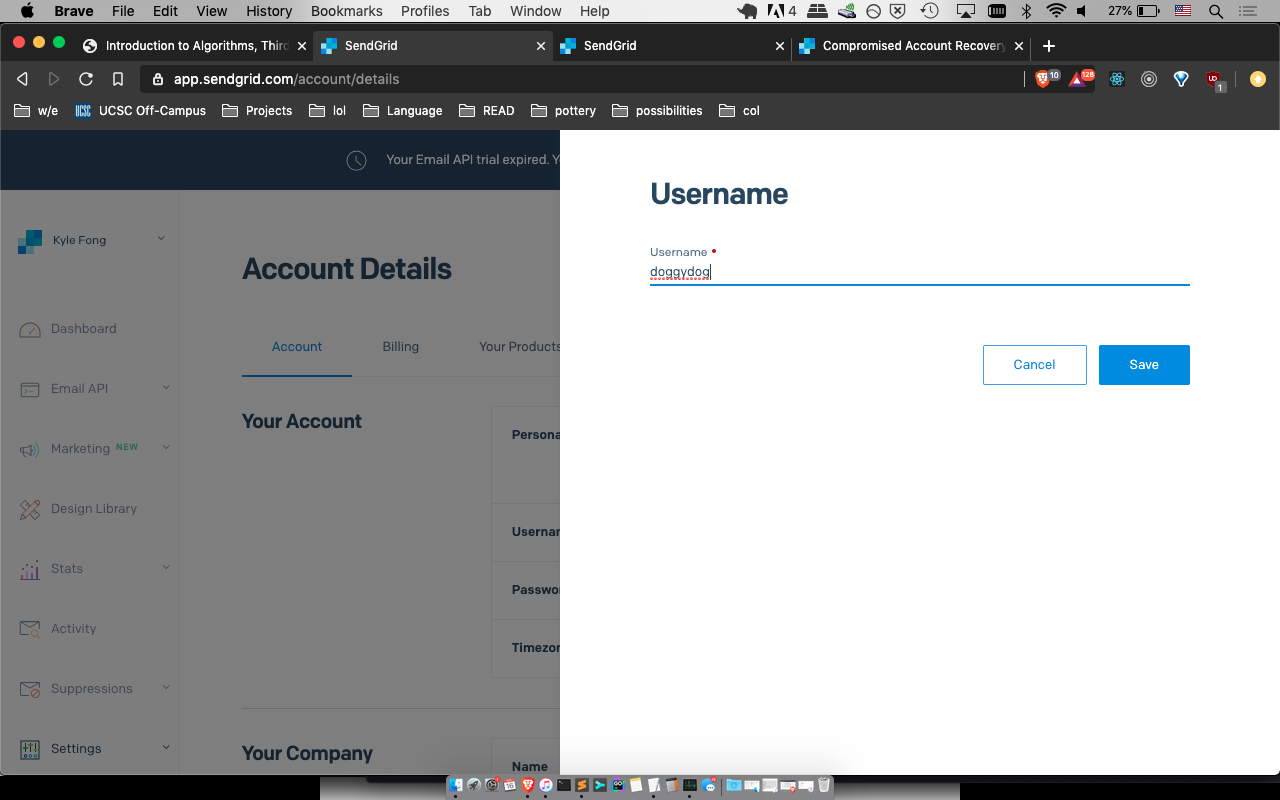 Brave File Edit View History Bookmarks Profiles Tab Window Help 4 27%
Introduction to Algorithms, Third SendGrid SendGrid Compromised Account Recovery
app.sendgrid.com/account/details 10 128 1
w/e UCSC UCSC Off-Campus Projects lol Language READ pottery possibilities col
Your Email API trial expired. Y
Kyle Fong
Dashboard
Email API
Marketing NEW
Design Library
Stats
Activity
Suppressions
Settings
Account Details
Account Billing Your Products
Your Account
Persona
Usernar
Passwo
Timezor
Your Company
Name
Username
Username
doggydog
Cancel Save